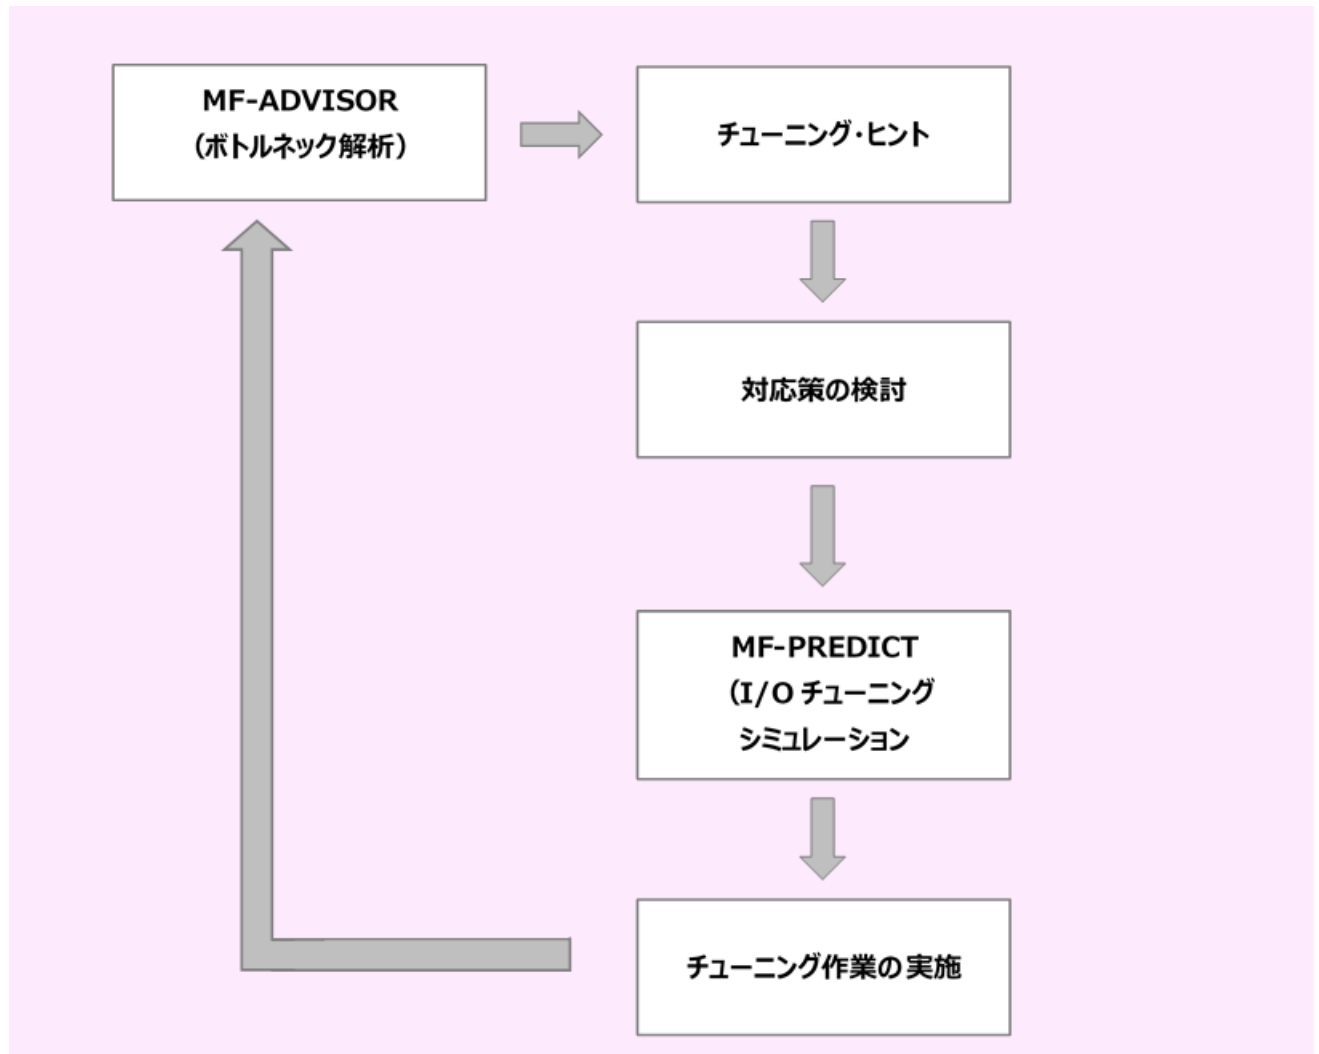 MF-ADVISOR
（ボトルネック解析）
チューニング・ヒント
対応策の検討
MF-PREDICT
（I/O チューニング
シミュレーション
チューニング作業の実施